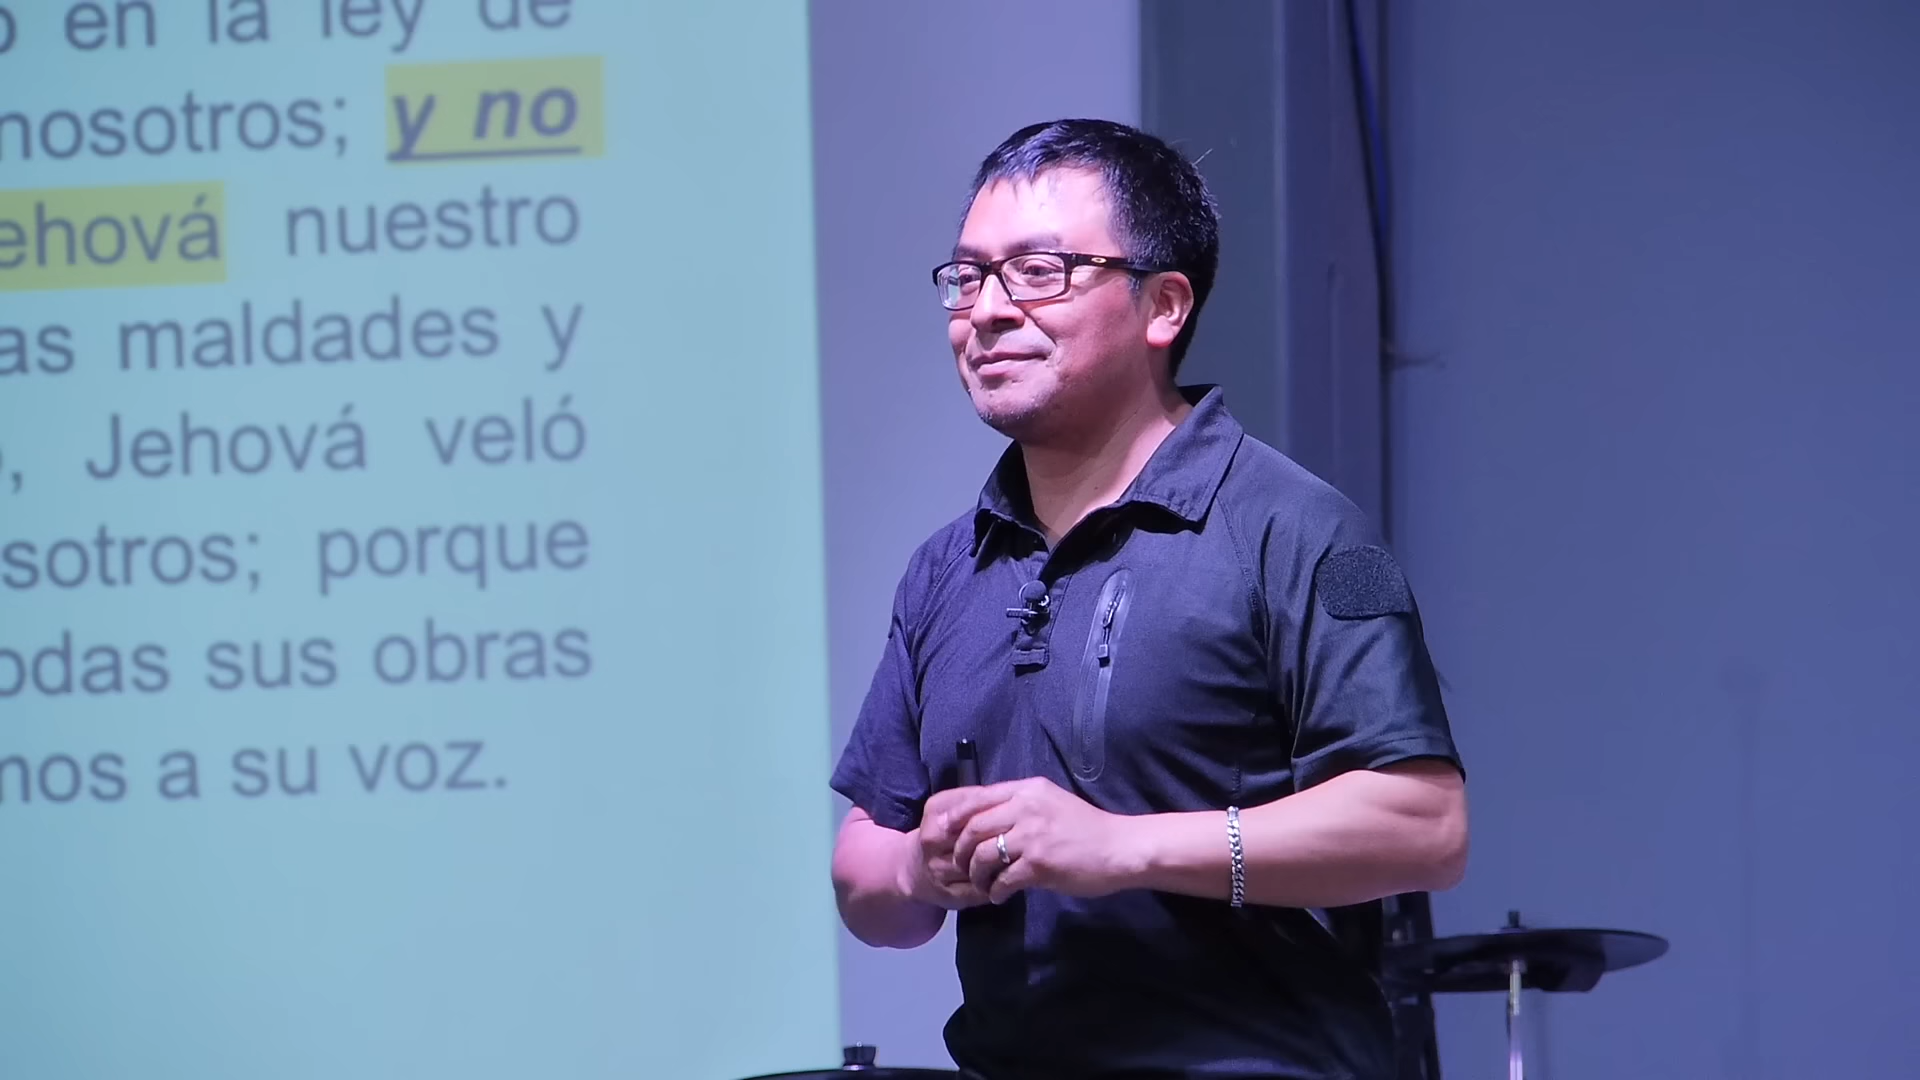 en la ley de
nosotros; y no
ehová nuestro
as maldades y
, Jehová veló
sotros; porque
odas sus obras
mos a su voz.